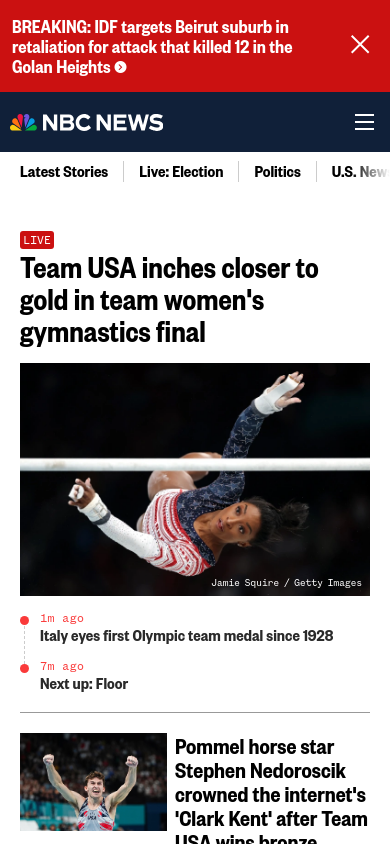 BREAKING: IDF targets Beirut suburb in
retaliation for attack that killed 12 in the
Golan Heights
NBC NEWS
Latest Stories
Live: Election
Politics
U.S. New
LIVE
Team USA inches closer to
gold in team women's
gymnastics final
Jamie Squire / Getty Images
1m ago
Italy eyes first Olympic team medal since 1928
7m ago
Next up: Floor
Pommel horse star
Stephen Nedoroscik
crowned the internet's
'Clark Kent' after Team
USA wins bronze